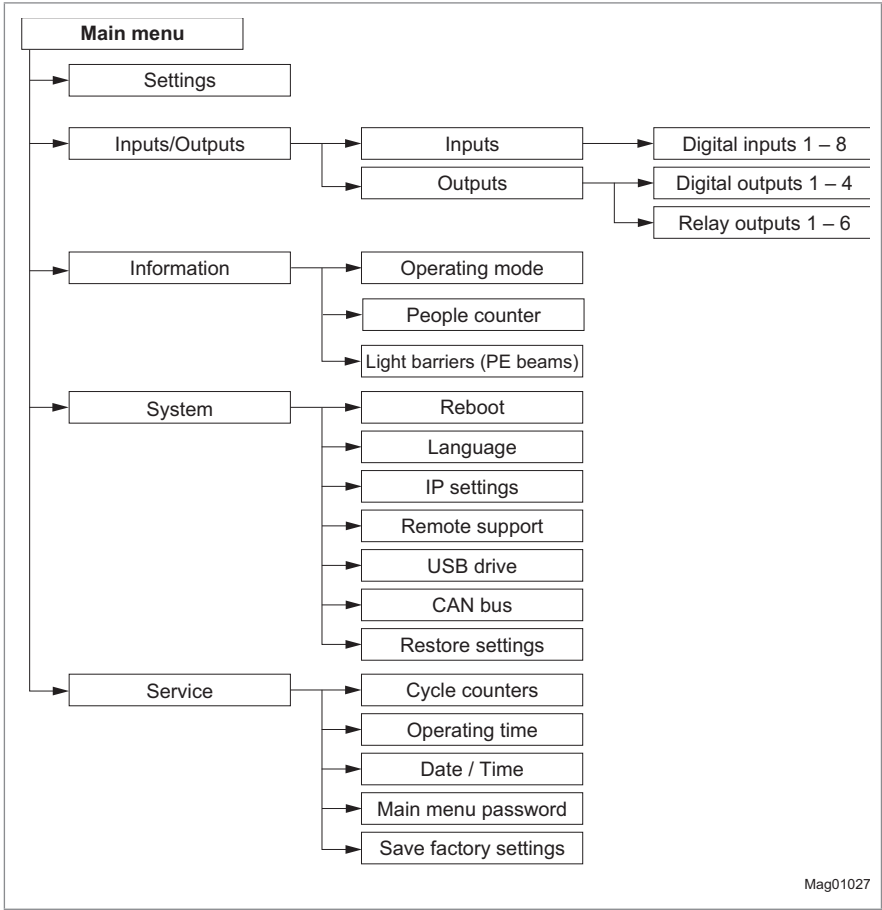 Main menu
Settings
Inputs/Outputs
Inputs
Digital inputs 1 – 8
Outputs
Digital outputs 1 – 4
Relay outputs 1 – 6
Information
Operating mode
People counter
Light barriers (PE beams)
System
Reboot
Language
IP settings
Remote support
USB drive
CAN bus
Restore settings
Service
Cycle counters
Operating time
Date / Time
Main menu password
Save factory settings
Mag01027